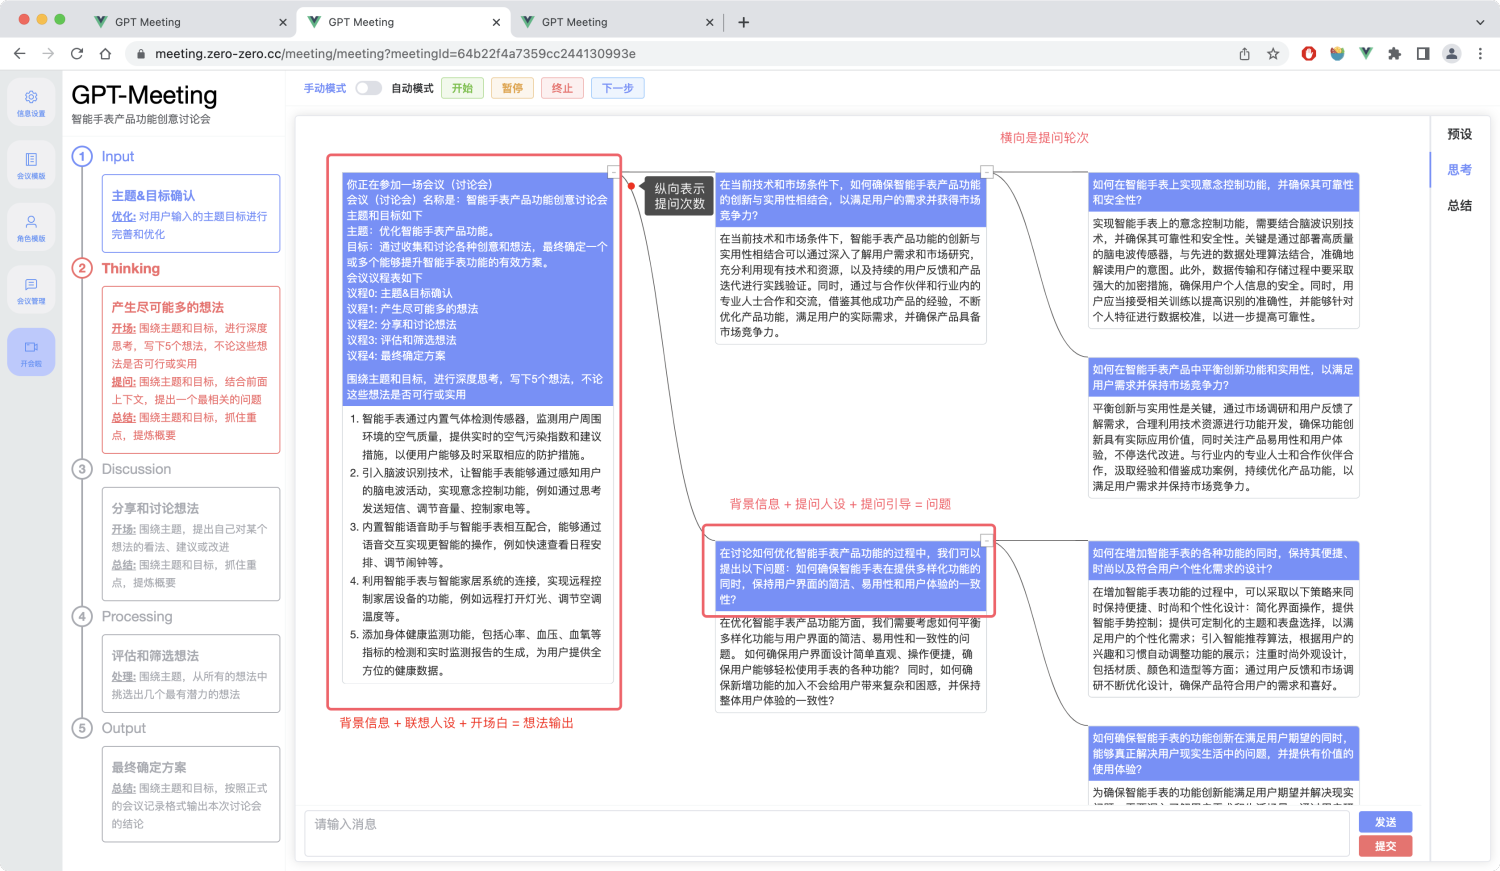 GPT Meeting
GPT Meeting
GPT Meeting
meeting.zero-zero.cc/meeting/meeting?meetingId=64b22f4a7359cc244130993e
信息设置
会议模版
角色模版
会议管理
开会啦
GPT-Meeting
智能手表产品功能创意讨论会
1 Input
主题&目标确认
优化: 对用户输入的主题目标进行
完善和优化
2 Thinking
产生尽可能多的想法
开场: 围绕主题和目标，进行深度
思考，写下5个想法，不论这些想
法是否可行或实用
提问: 围绕主题和目标，结合前面
上下文，提出一个最相关的问题
总结: 围绕主题和目标，抓住重
点，提炼概要
3 Discussion
分享和讨论想法
开场: 围绕主题，提出自己对某个
想法的看法、建议或改进
总结: 围绕主题和目标，抓住重
点，提炼概要
4 Processing
评估和筛选想法
处理: 围绕主题，从所有的想法中
挑选出几个最有潜力的想法
5 Output
最终确定方案
总结: 围绕主题和目标，按照正式
的会议记录格式输出本次讨论会
的结论
手动模式 自动模式 开始 暂停 终止 下一步
你正在参加一场会议（讨论会）
会议（讨论会）名称是：智能手表产品功能创意讨论会
主题和目标如下
主题：优化智能手表产品功能。
目标：通过收集和讨论各种创意和想法，最终确定一个
或多个能够提升智能手表功能的有效方案。
会议议程表如下
议程0: 主题&目标确认
议程1: 产生尽可能多的想法
议程2: 分享和讨论想法
议程3: 评估和筛选想法
议程4: 最终确定方案
围绕主题和目标，进行深度思考，写下5个想法，不论
这些想法是否可行或实用
1. 智能手表通过内置气体检测传感器，监测用户周围
环境的空气质量，提供实时的空气污染指数和建议
措施，以便用户能够及时采取相应的防护措施。
2. 引入脑波识别技术，让智能手表能够通过感知用户
的脑电波活动，实现意念控制功能，例如通过思考
发送短信、调节音量、控制家电等。
3. 内置智能语音助手与智能手表相互配合，能够通过
语音交互实现更智能的操作，例如快速查看日程安
排、调节闹钟等。
4. 利用智能手表与智能家居系统的连接，实现远程控
制家居设备的功能，例如远程打开灯光、调节空调
温度等。
5. 添加身体健康监测功能，包括心率、血压、血氧等
指标的检测和实时监测报告的生成，为用户提供全
方位的健康数据。
背景信息 + 联想人设 + 开场白 = 想法输出
纵向表示
提问次数
在当前技术和市场条件下，如何确保智能手表产品功能
的创新与实用性相结合，以满足用户的需求并获得市场
竞争力？
在当前技术和市场条件下，智能手表产品功能的创新与
实用性相结合可以通过深入了解用户需求和市场研究，
充分利用现有技术和资源，以及持续的用户反馈和产品
迭代进行实践验证。同时，通过与合作伙伴和行业内的
专业人士合作和交流，借鉴其他成功产品的经验，不断
优化产品功能，满足用户的实际需求，并确保产品具备
市场竞争力。
背景信息 + 提问人设 + 提问引导 = 问题
在讨论如何优化智能手表产品功能的过程中，我们可以
提出以下问题：如何确保智能手表在提供多样化功能的
同时，保持用户界面的简洁、易用性和用户体验的一致
性？
在优化智能手表产品功能方面，我们需要考虑如何平衡
多样化功能与用户界面的简洁、易用性和一致性的问
题。 如何确保用户界面设计简单直观、操作便捷，确
保用户能够轻松使用手表的各种功能？ 同时，如何确
保新增功能的加入不会给用户带来复杂和困惑，并保持
整体用户体验的一致性？
横向是提问轮次
如何在智能手表上实现意念控制功能，并确保其可靠性
和安全性？
实现智能手表上的意念控制功能，需要结合脑波识别技
术，并确保其可靠性和安全性。关键是通过部署高质量
的脑电波传感器，与先进的数据处理算法结合，准确地
解读用户的意图。此外，数据传输和存储过程中要采取
强大的加密措施，确保用户个人信息的安全。同时，用
户应当接受相关训练以提高识别的准确性，并能够针对
个人特征进行数据校准，以进一步提高可靠性。
如何在智能手表产品中平衡创新功能和实用性，以满足
用户需求并保持市场竞争力？
平衡创新与实用性是关键，通过市场调研和用户反馈了
解需求，合理利用技术资源进行功能开发，确保功能创
新具有实际应用价值，同时关注产品易用性和用户体
验，不停迭代改进。与行业内的专业人士和合作伙伴合
作，汲取经验和借鉴成功案例，持续优化产品功能，以
满足用户需求并保持市场竞争力。
如何在增加智能手表的各种功能的同时，保持其便捷、
时尚以及符合用户个性化需求的设计？
在增加智能手表功能的过程中，可以采取以下策略来同
时保持便捷、时尚和个性化设计：简化界面操作，提供
智能手势控制；提供可定制化的主题和表盘选择，以满
足用户的个性化需求；引入智能推荐算法，根据用户的
兴趣和习惯自动调整功能的展示；注重时尚外观设计，
包括材质、颜色和造型等方面；通过用户反馈和市场调
研不断优化设计，确保产品符合用户的需求和喜好。
如何确保智能手表的功能创新在满足用户期望的同时，
能够真正解决用户现实生活中的问题，并提供有价值的
使用体验？
为确保智能手表的功能创新能满足用户期望并解决现实
预设
思考
总结
请输入消息
发送
提交